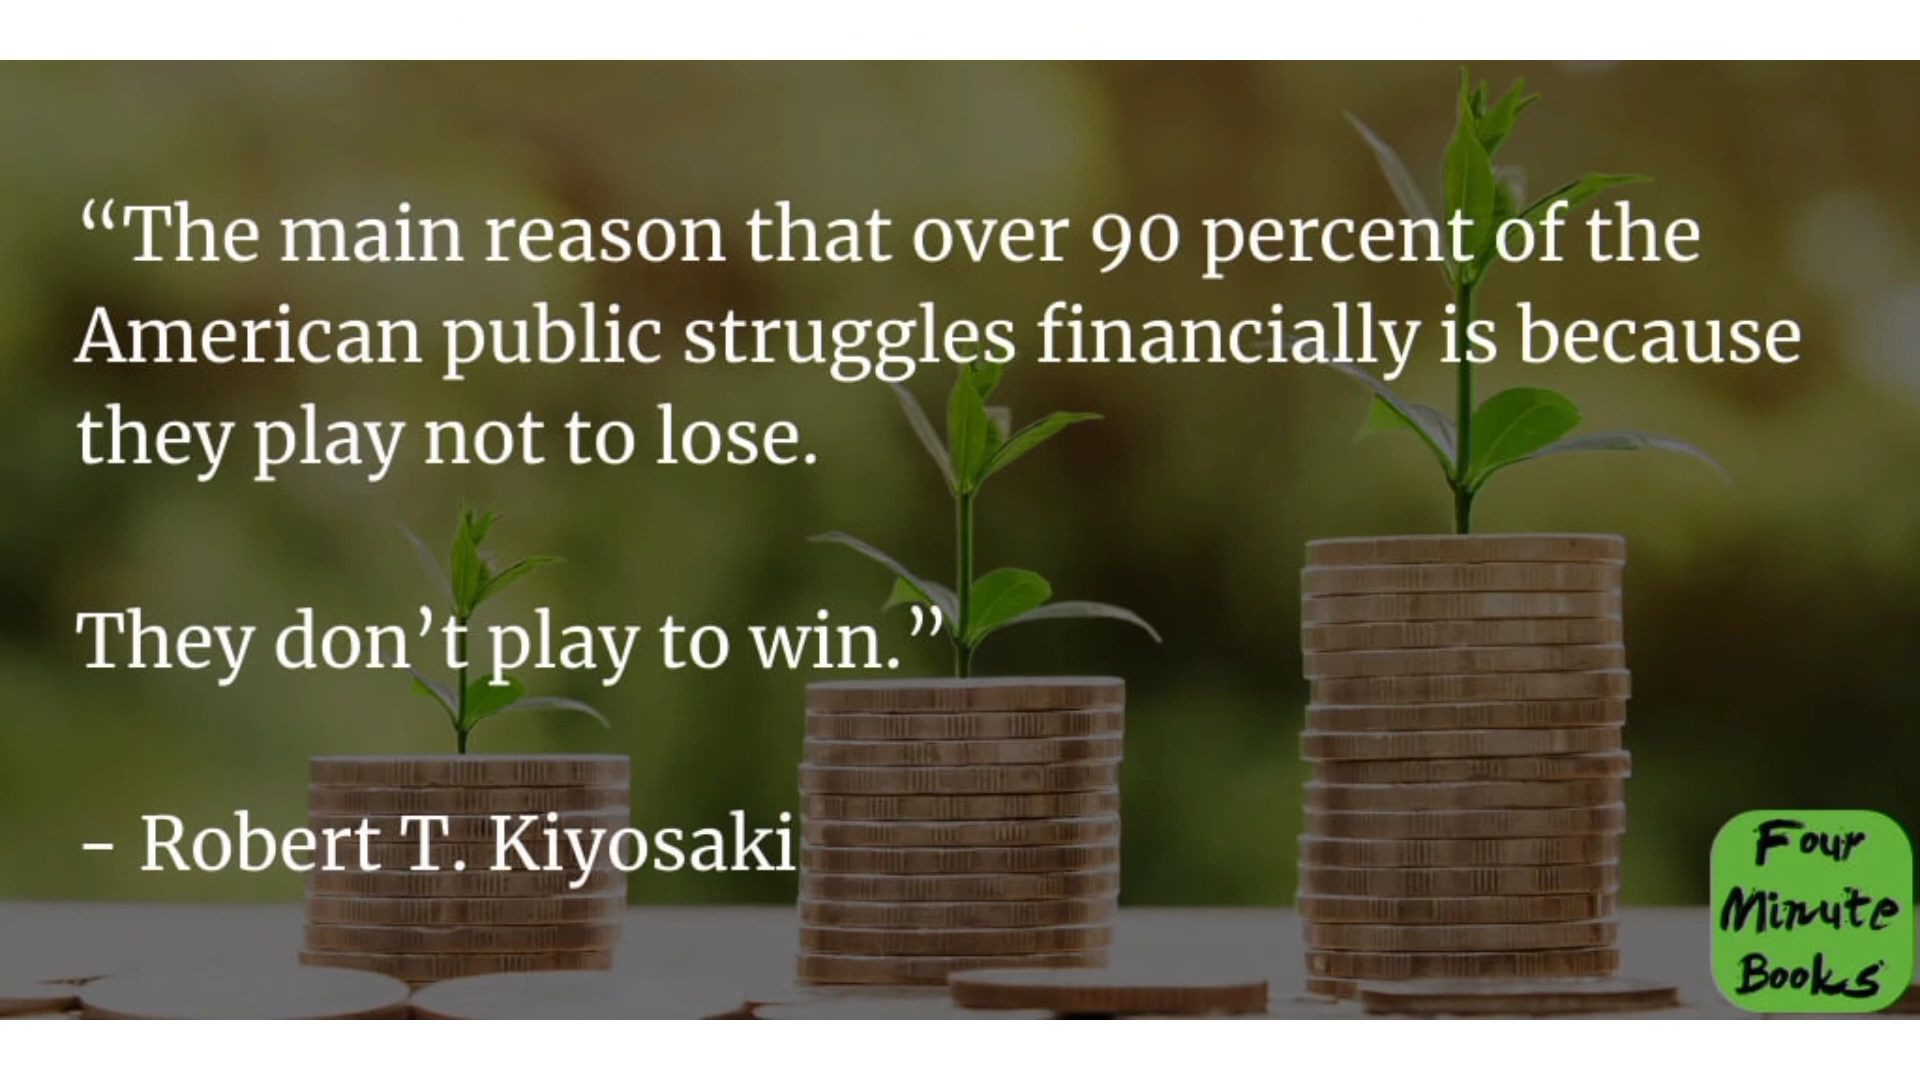 “The main reason that over 90 percent of the
American public struggles financially is because
they play not to lose.
They don’t play to win.”
- Robert T. Kiyosaki
Four
Minute
Books